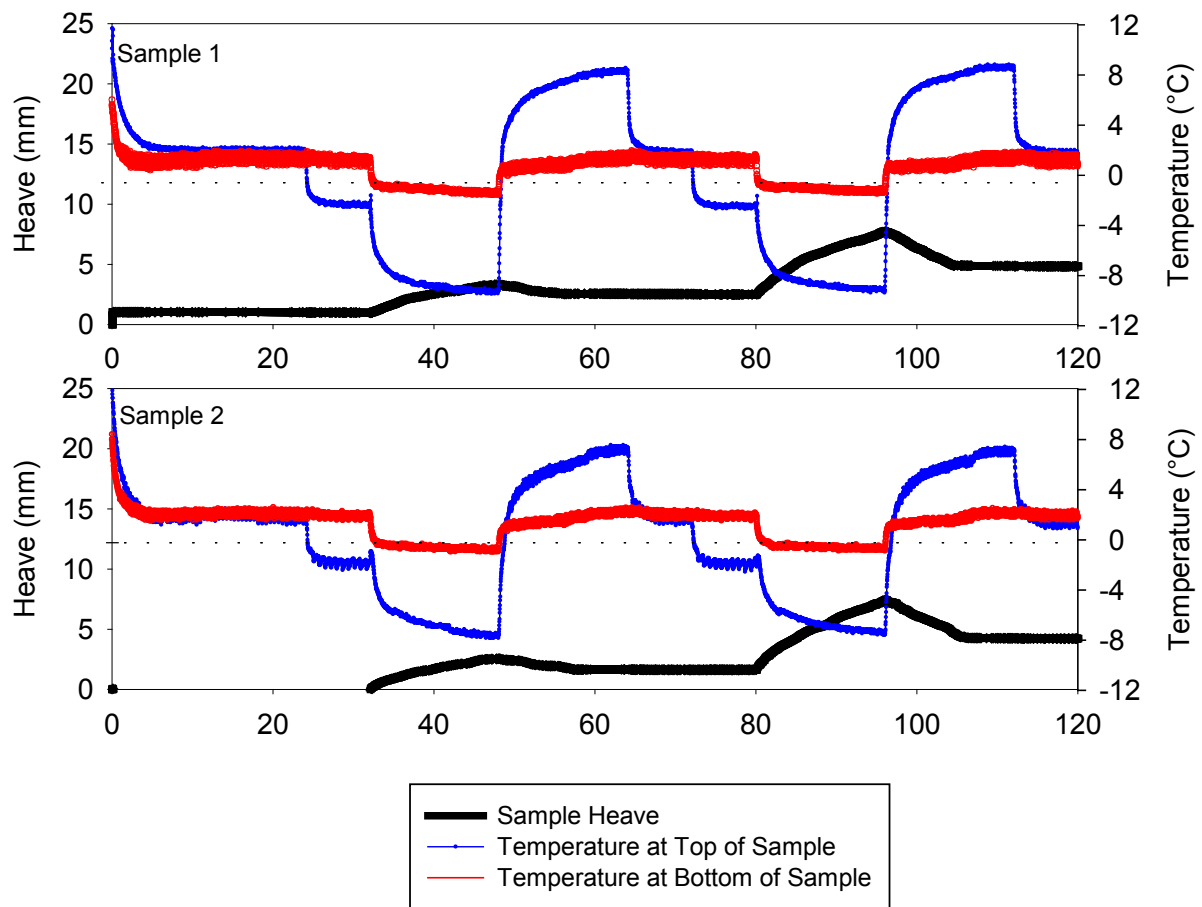 Sample 1
Heave (mm)
25
20
15
10
5
0
12
8
4
0
-4
-8
-12
Temperature (°C)
0 20 40 60 80 100 120
Sample 2
Heave (mm)
25
20
15
10
5
0
12
8
4
0
-4
-8
-12
Temperature (°C)
0 20 40 60 80 100 120
Sample Heave
Temperature at Top of Sample
Temperature at Bottom of Sample